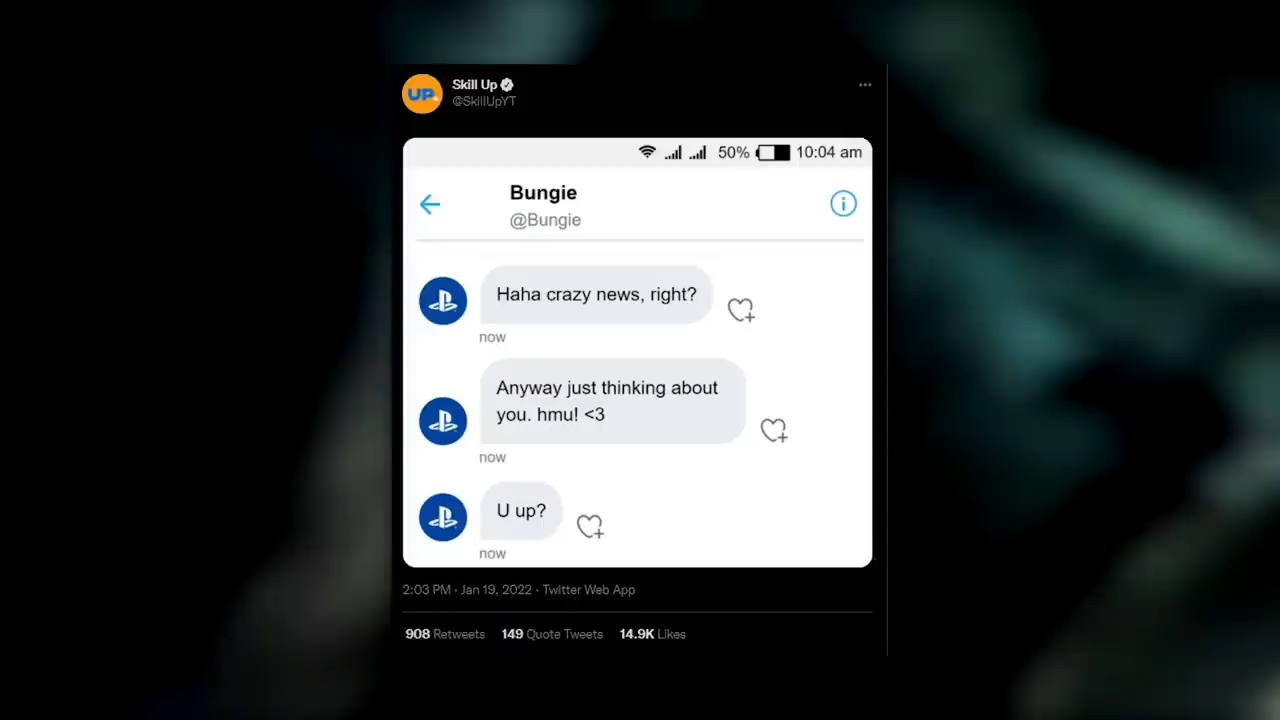 UP
Skill Up
@SkillUpYT
50% 10:04 am
Bungie
@Bungie
Haha crazy news, right?
now
Anyway just thinking about
you. hmu! <3
now
U up?
now
2:03 PM · Jan 19, 2022 · Twitter Web App
908 Retweets 149 Quote Tweets 14.9K Likes